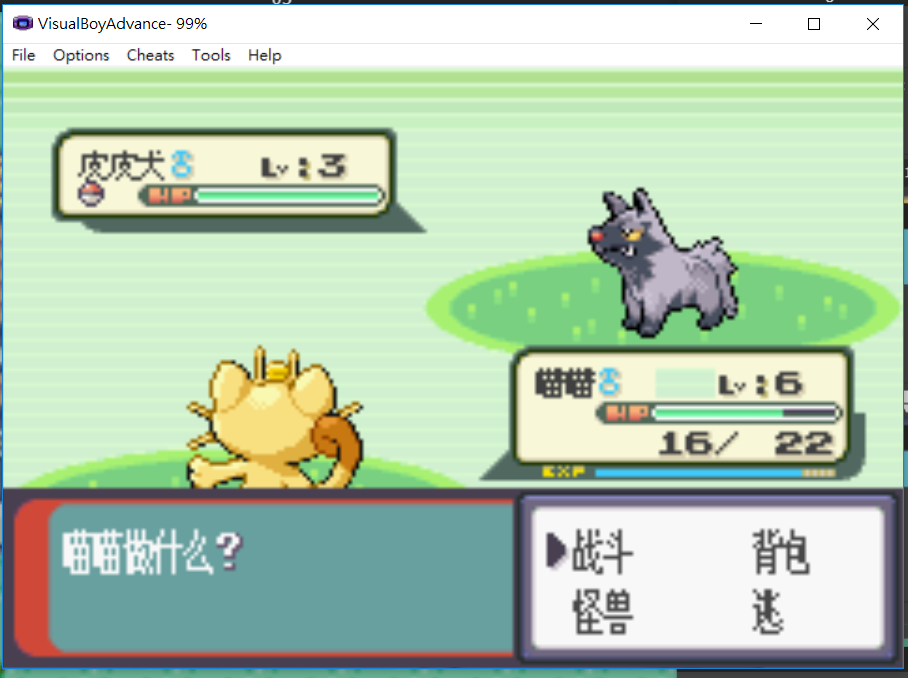 VisualBoyAdvance- 99%
File Options Cheats Tools Help
皮皮犬♂ Lv:3
HP
喵喵♂ Lv:6
HP
16/ 22
EXP
喵喵做什么?
战斗 背包
怪兽 逃